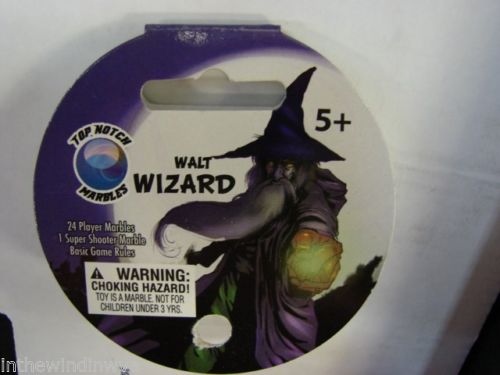 TOP NOTCH
MARBLES
5+
WALT
WIZARD
24 Player Marbles
1 Super Shooter Marble
Basic Game Rules
WARNING:
CHOKING HAZARD!
TOY IS A MARBLE. NOT FOR
CHILDREN UNDER 3 YRS.